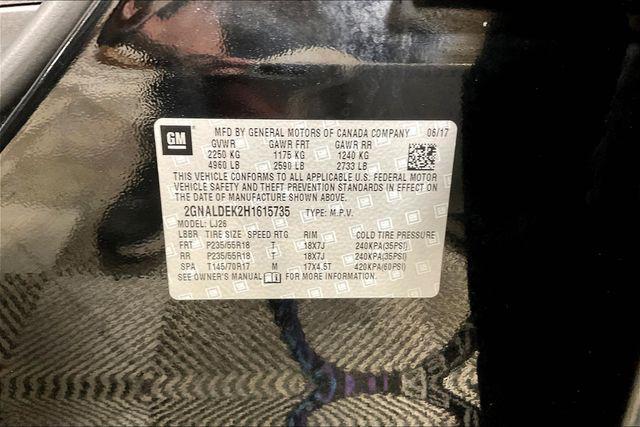 GM
MFD BY GENERAL MOTORS OF CANADA COMPANY 06/17
GVWR GAWR FRT GAWR RR
2250 KG 1175 KG 1240 KG
4960 LB 2590 LB 2733 LB
THIS VEHICLE CONFORMS TO ALL APPLICABLE U.S. FEDERAL MOTOR
VEHICLE SAFETY AND THEFT PREVENTION STANDARDS IN EFFECT ON
THE DATE OF MANUFACTURE SHOWN ABOVE.
2GNALDEK2H1615735 TYPE: M.P.V.
MODEL: LJ26
LBBR TIRE SIZE SPEED RTG RIM COLD TIRE PRESSURE
FRT P235/55R18 T 18X7J 240KPA(35PSI)
RR P235/55R18 T 18X7J 240KPA(35PSI)
SPA T145/70R17 M 17X4.5T 420KPA(60PSI)
SEE OWNER'S MANUAL FOR MORE INFORMATION.